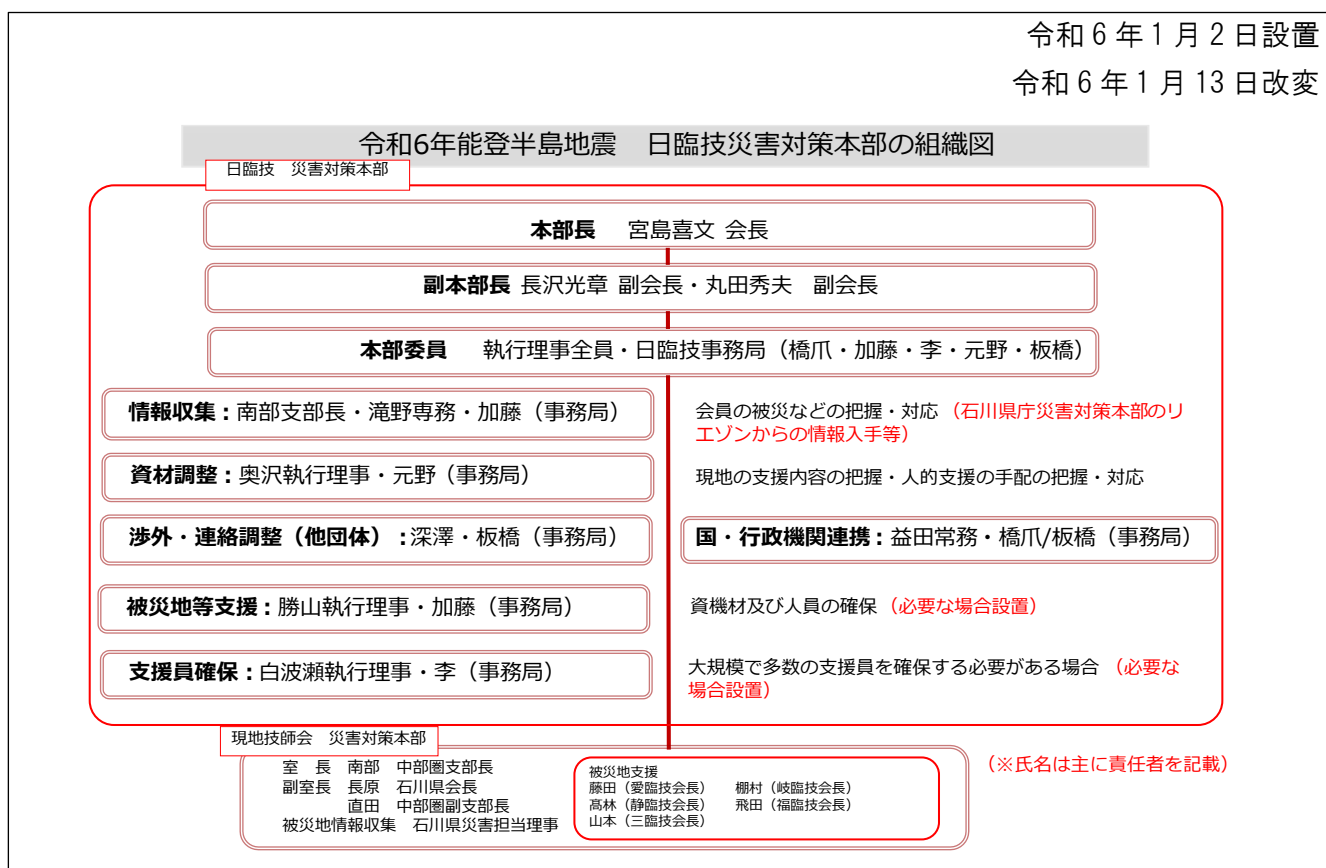 令和6年1月2日設置
令和6年1月13日改変
令和6年能登半島地震　日臨技災害対策本部の組織図
日臨技　災害対策本部
本部長　宮島喜文 会長
副本部長 長沢光章 副会長・丸田秀夫　副会長
本部委員　執行理事全員・日臨技事務局（橋爪・加藤・李・元野・板橋）
情報収集：南部支部長・滝野専務・加藤（事務局）
会員の被災などの把握・対応（石川県庁災害対策本部のリ
エゾンからの情報入手等）
資材調整：奥沢執行理事・元野（事務局）
現地の支援内容の把握・人的支援の手配の把握・対応
渉外・連絡調整（他団体）：深澤・板橋（事務局）
国・行政機関連携：益田常務・橋爪/板橋（事務局）
被災地等支援：勝山執行理事・加藤（事務局）
資機材及び人員の確保（必要な場合設置）
支援員確保：白波瀬執行理事・李（事務局）
大規模で多数の支援員を確保する必要がある場合（必要な
場合設置）
現地技師会　災害対策本部
室　長　南部　中部圏支部長
副室長　長原　石川県会長
直田　中部圏副支部長
被災地情報収集　石川県災害担当理事
被災地支援
藤田（愛臨技会長）　棚村（岐臨技会長）
髙林（静臨技会長）　飛田（福臨技会長）
山本（三臨技会長）
（※氏名は主に責任者を記載）